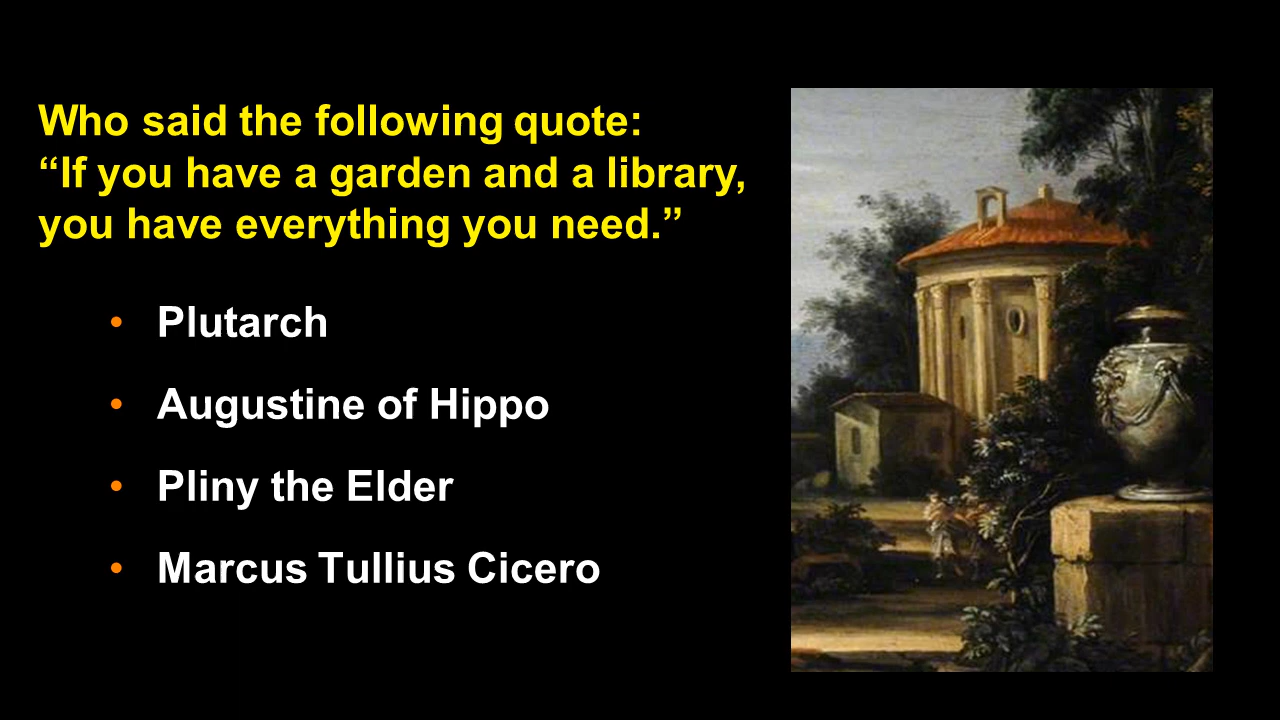 Who said the following quote:
“If you have a garden and a library,
you have everything you need.”
• Plutarch
• Augustine of Hippo
• Pliny the Elder
• Marcus Tullius Cicero